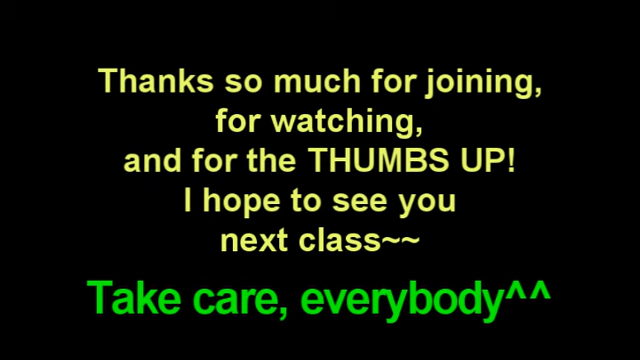 Thanks so much for joining,
for watching,
and for the THUMBS UP!
I hope to see you
next class~~
Take care, everybody^^